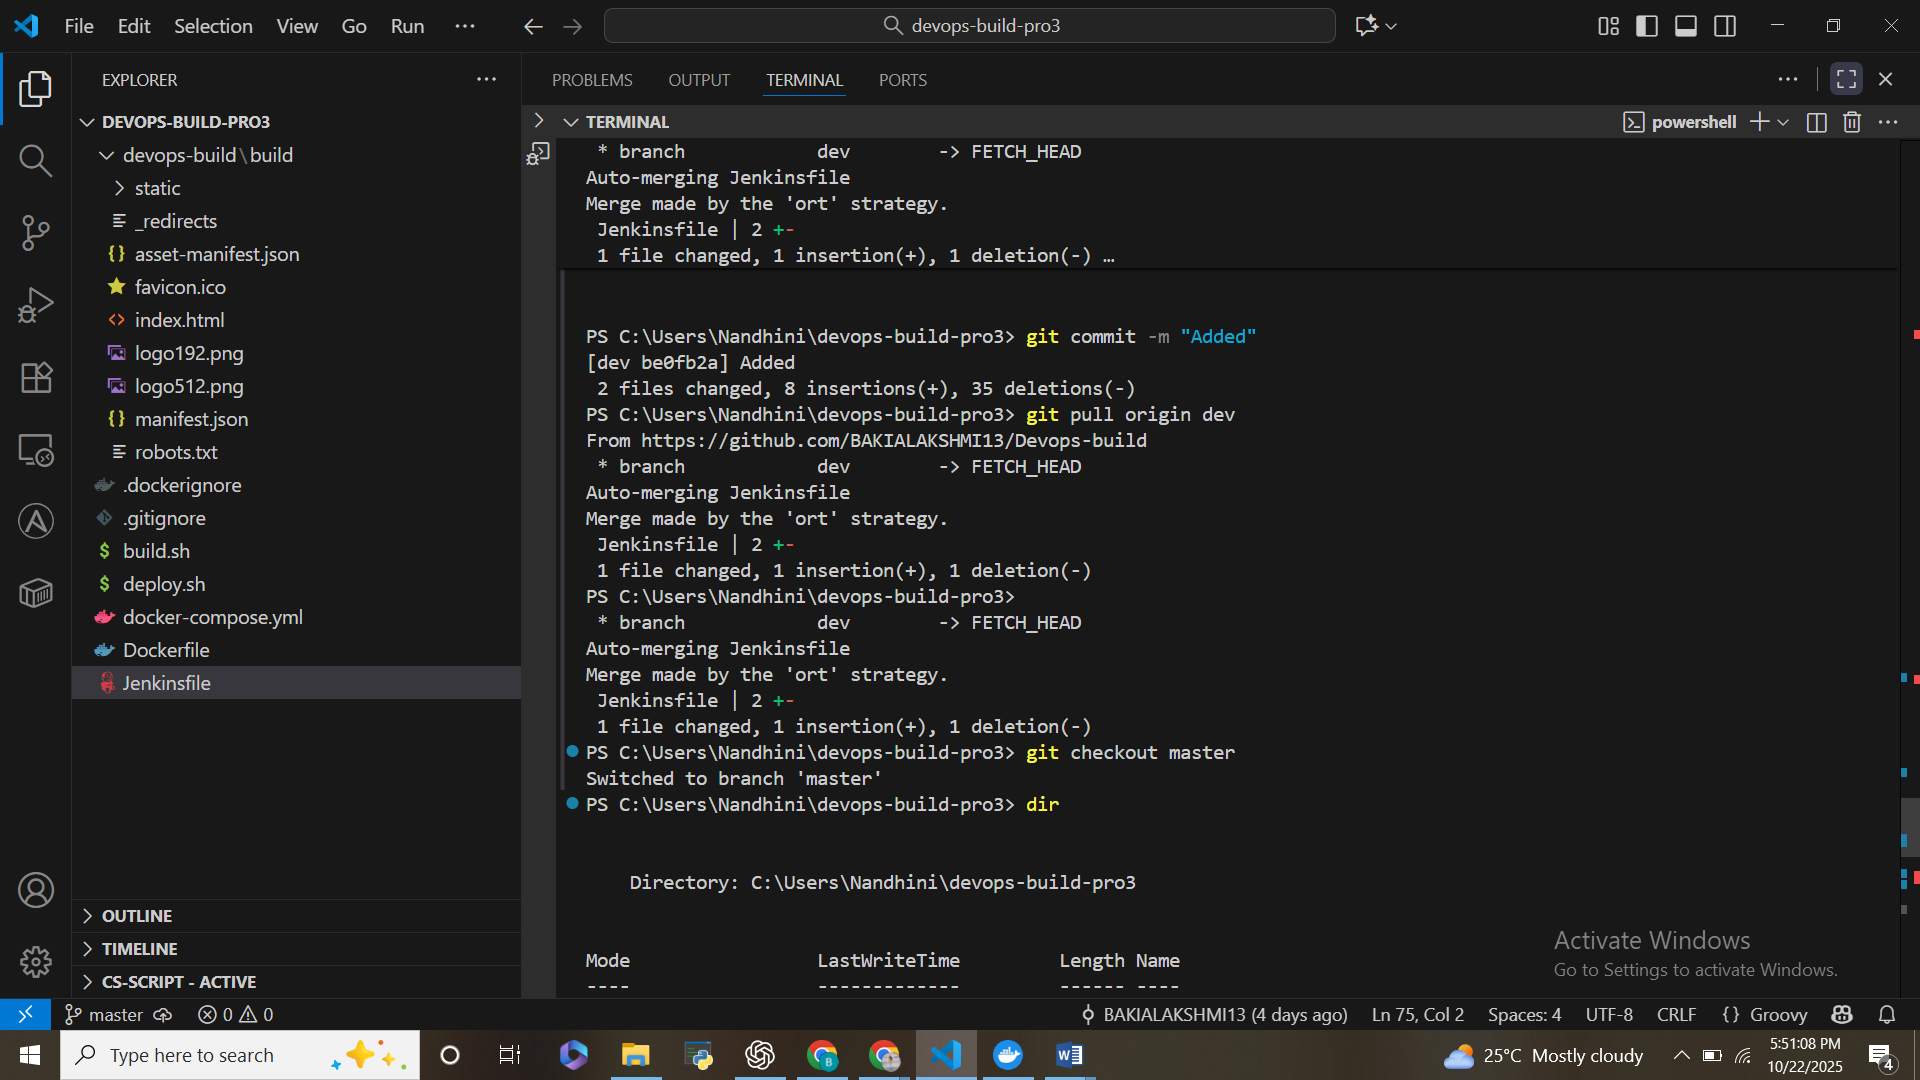 File Edit Selection View Go Run ...
devops-build-pro3
EXPLORER
DEVOPS-BUILD-PRO3
devops-build\build
static
_redirects
asset-manifest.json
favicon.ico
index.html
logo192.png
logo512.png
manifest.json
robots.txt
.dockerignore
.gitignore
build.sh
deploy.sh
docker-compose.yml
Dockerfile
Jenkinsfile
OUTLINE
TIMELINE
CS-SCRIPT - ACTIVE
PROBLEMS OUTPUT TERMINAL PORTS
TERMINAL
powershell
* branch dev -> FETCH_HEAD
Auto-merging Jenkinsfile
Merge made by the 'ort' strategy.
Jenkinsfile | 2 +-
1 file changed, 1 insertion(+), 1 deletion(-) …
PS C:\Users\Nandhini\devops-build-pro3> git commit -m "Added"
[dev be0fb2a] Added
2 files changed, 8 insertions(+), 35 deletions(-)
PS C:\Users\Nandhini\devops-build-pro3> git pull origin dev
From https://github.com/BAKIALAKSHMI13/Devops-build
* branch dev -> FETCH_HEAD
Auto-merging Jenkinsfile
Merge made by the 'ort' strategy.
Jenkinsfile | 2 +-
1 file changed, 1 insertion(+), 1 deletion(-)
PS C:\Users\Nandhini\devops-build-pro3>
* branch dev -> FETCH_HEAD
Auto-merging Jenkinsfile
Merge made by the 'ort' strategy.
Jenkinsfile | 2 +-
1 file changed, 1 insertion(+), 1 deletion(-)
PS C:\Users\Nandhini\devops-build-pro3> git checkout master
Switched to branch 'master'
PS C:\Users\Nandhini\devops-build-pro3> dir
Directory: C:\Users\Nandhini\devops-build-pro3
Mode LastWriteTime Length Name
---- ------------- ------ ----
Activate Windows
Go to Settings to activate Windows.
master 0 0
BAKIALAKSHMI13 (4 days ago) Ln 75, Col 2 Spaces: 4 UTF-8 CRLF {} Groovy
Type here to search
25°C Mostly cloudy
5:51:08 PM
10/22/2025
4